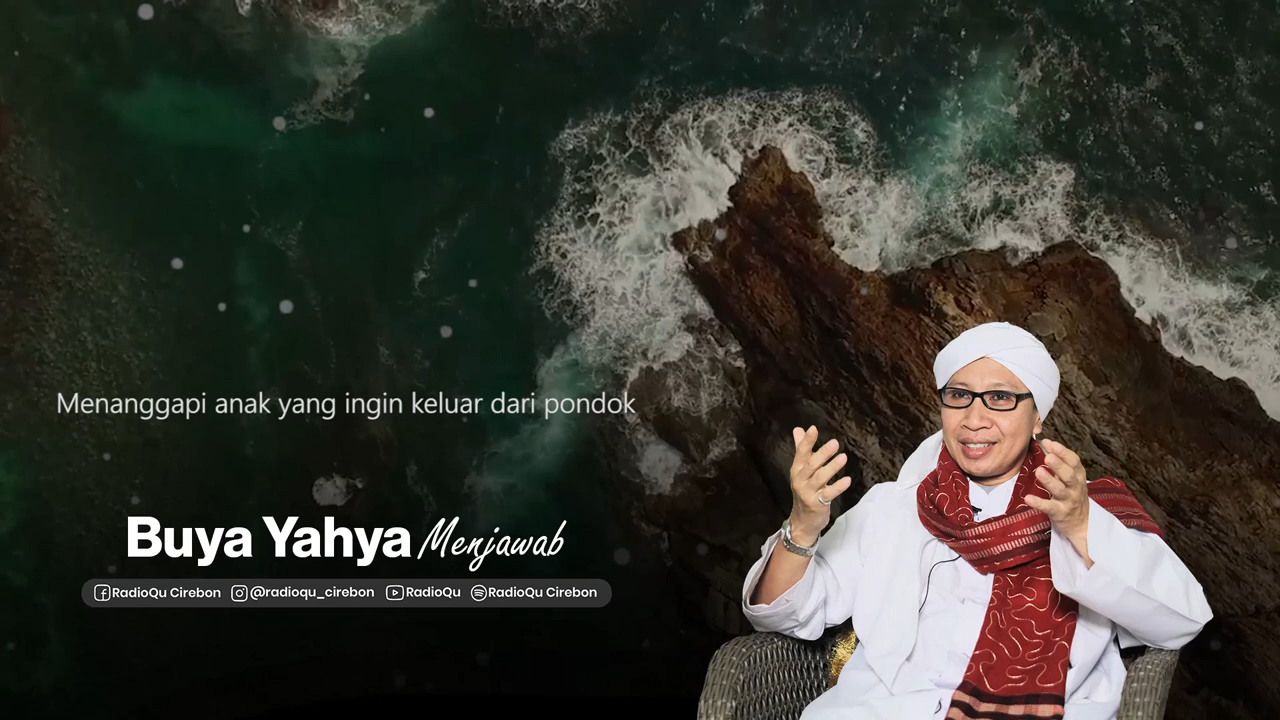 Menanggapi anak yang ingin keluar dari pondok
Buya Yahya Menjawab
RadioQu Cirebon @radioqu_cirebon RadioQu RadioQu Cirebon